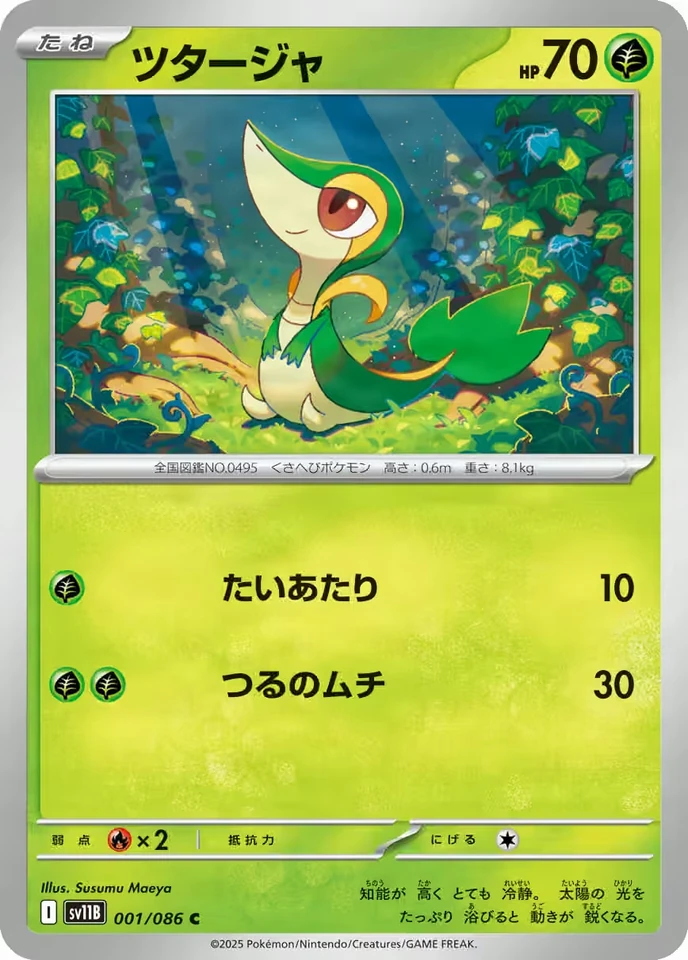 たね
ツタージャ
HP70
全国図鑑NO.0495 くさへびポケモン 高さ:0.6m 重さ:8.1kg
たいあたり 10
つるのムチ 30
弱点 ×2 抵抗力 にげる
Illus. Susumu Maeya
知能が 高く とても 冷静。 太陽の 光を
たっぷり 浴びると 動きが 鋭くなる。
I sv11B 001/086 C
©2025 Pokémon/Nintendo/Creatures/GAME FREAK.